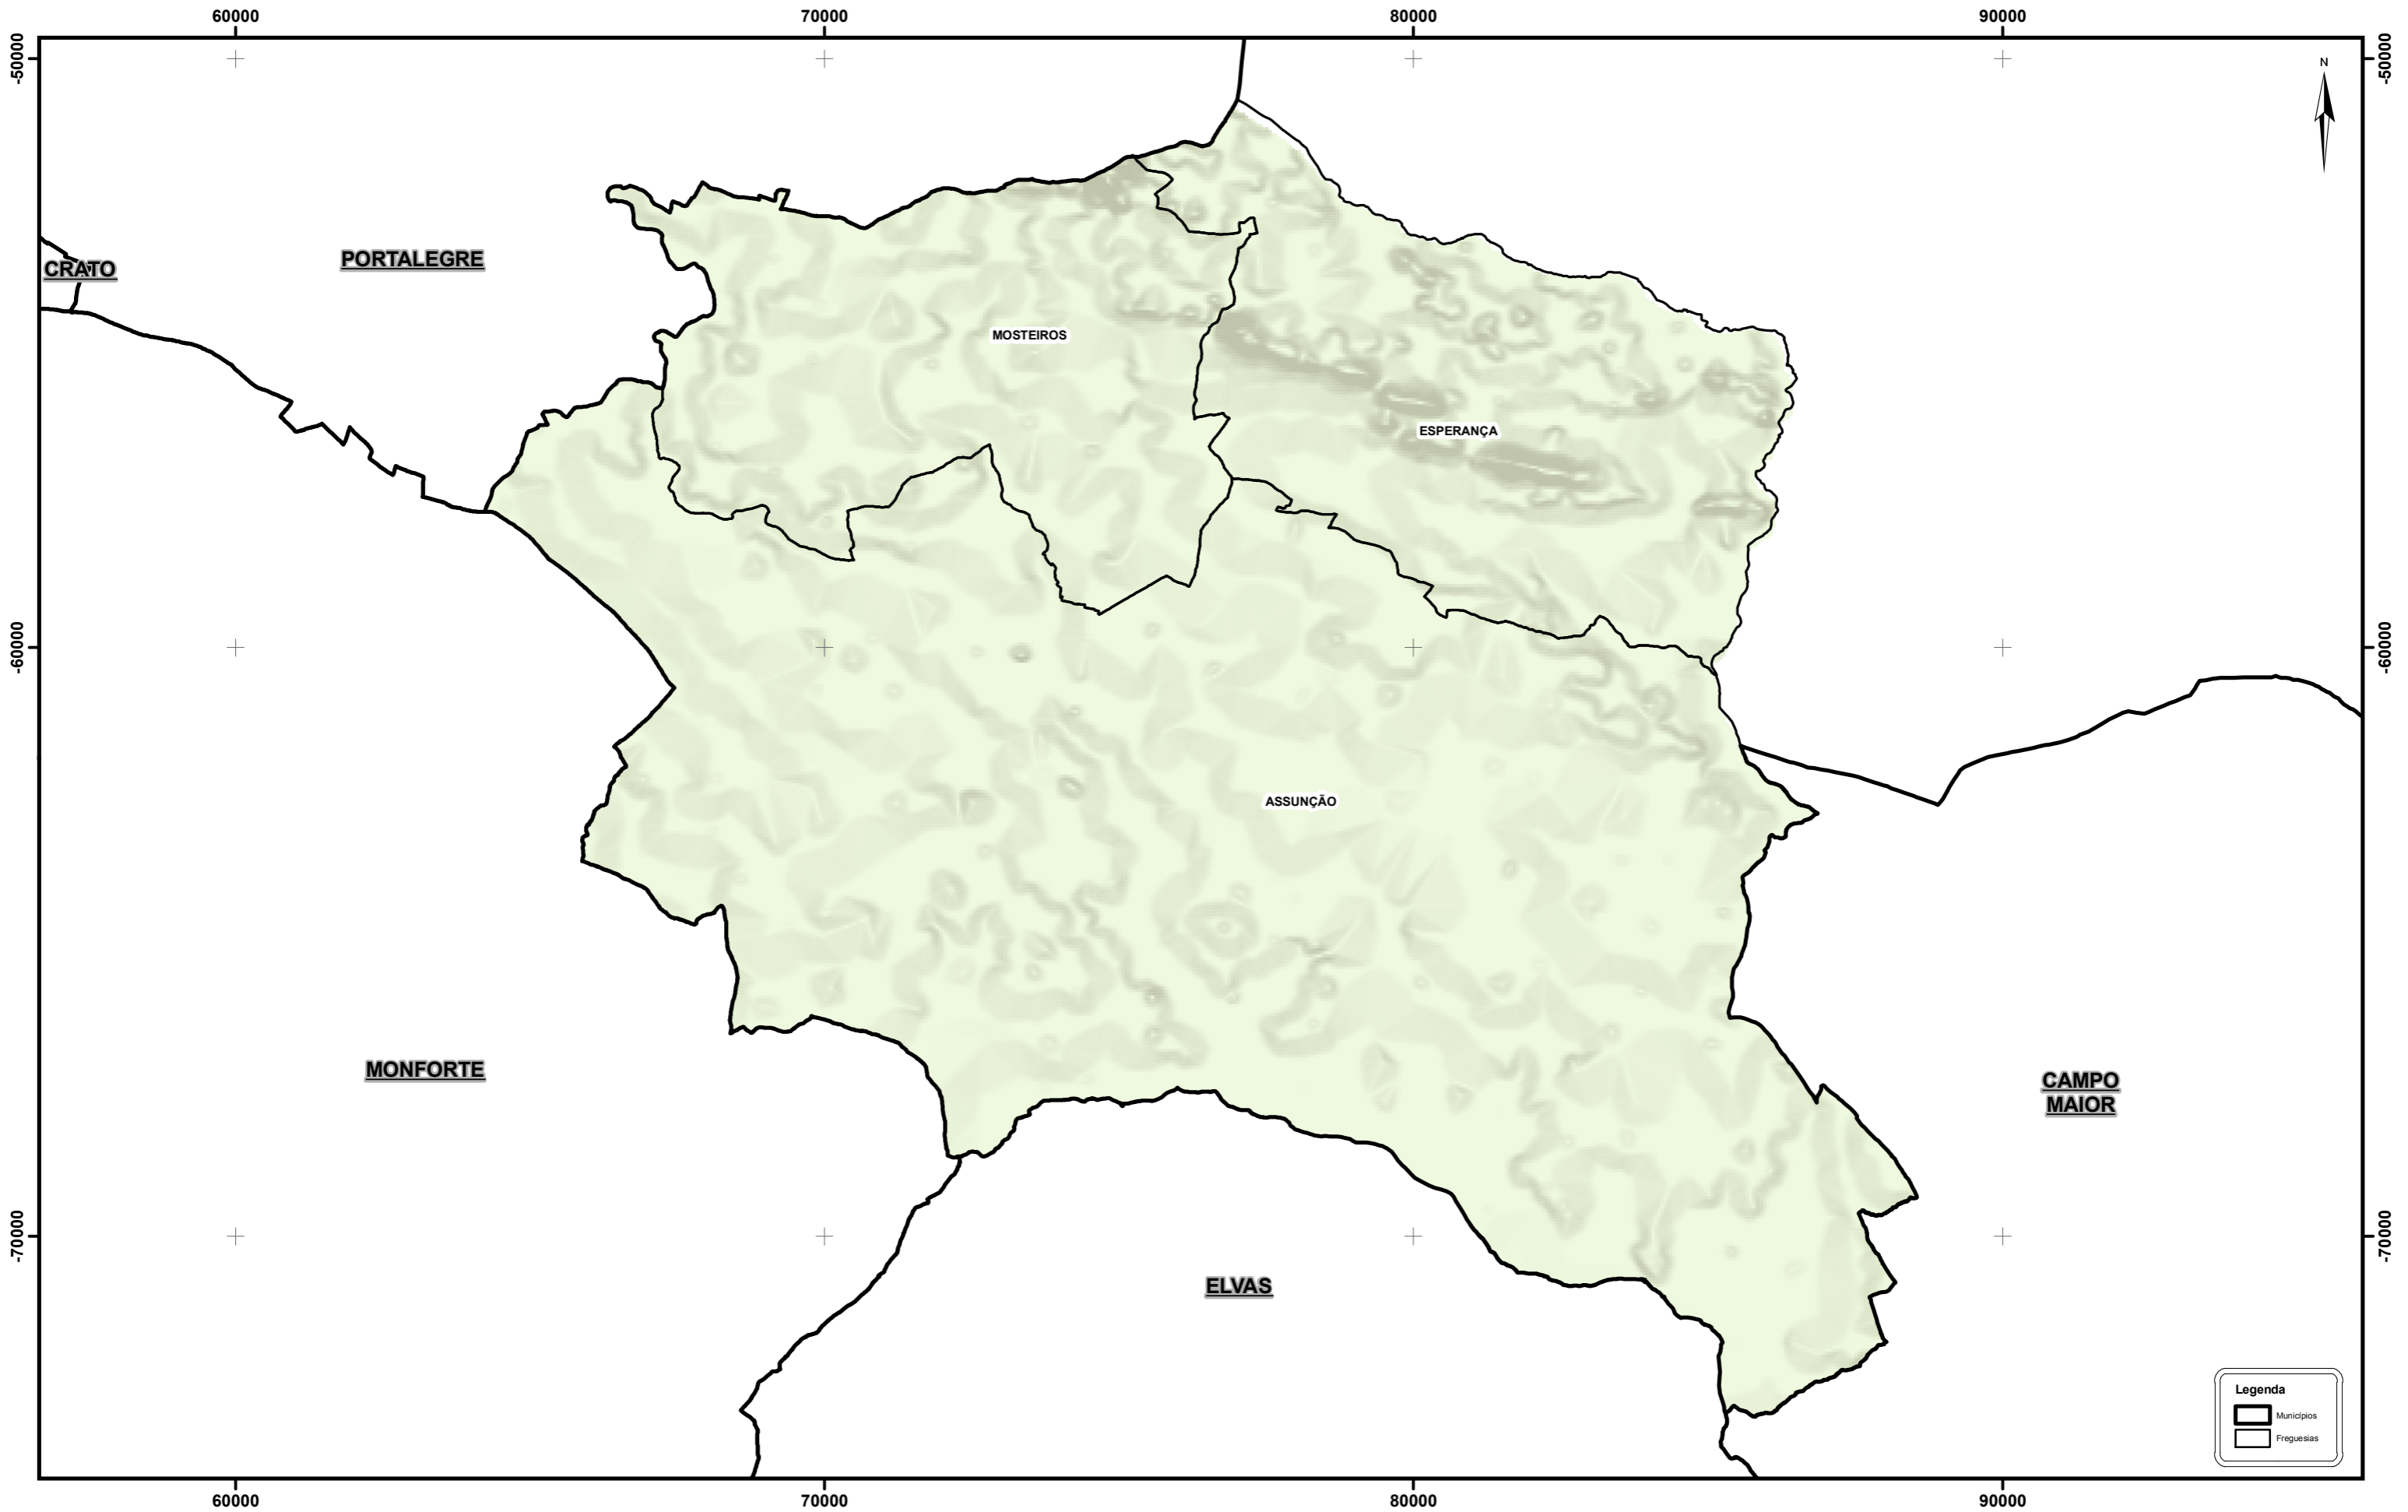 60000
70000
80000
90000
-50000
-50000
N
PORTALEGRE
CRATO
MOSTEIROS
ESPERANÇA
-60000
-60000
ASSUNÇÃO
MONFORTE
CAMPO
MAIOR
-70000
-70000
ELVAS
Legenda
Municípios
Freguesias
60000
70000
80000
90000